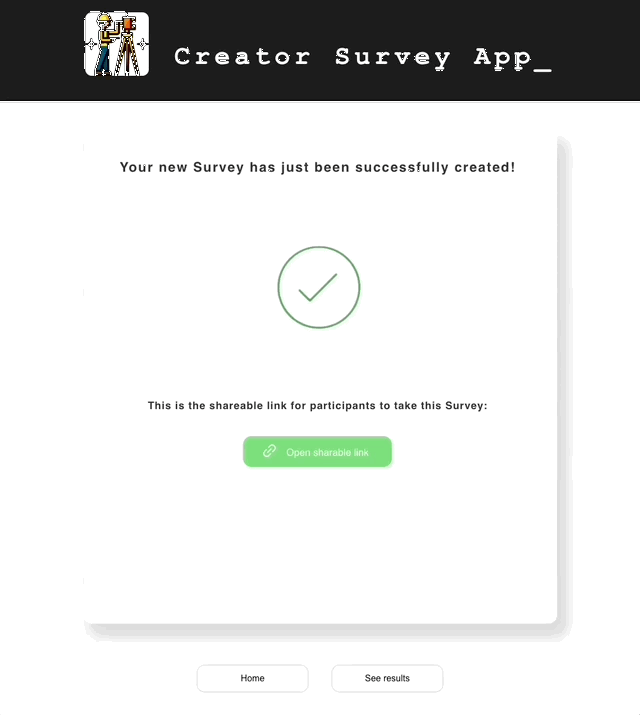 Creator Survey App_
Your new Survey has just been successfully created!
This is the shareable link for participants to take this Survey:
Open sharable link
Home
See results